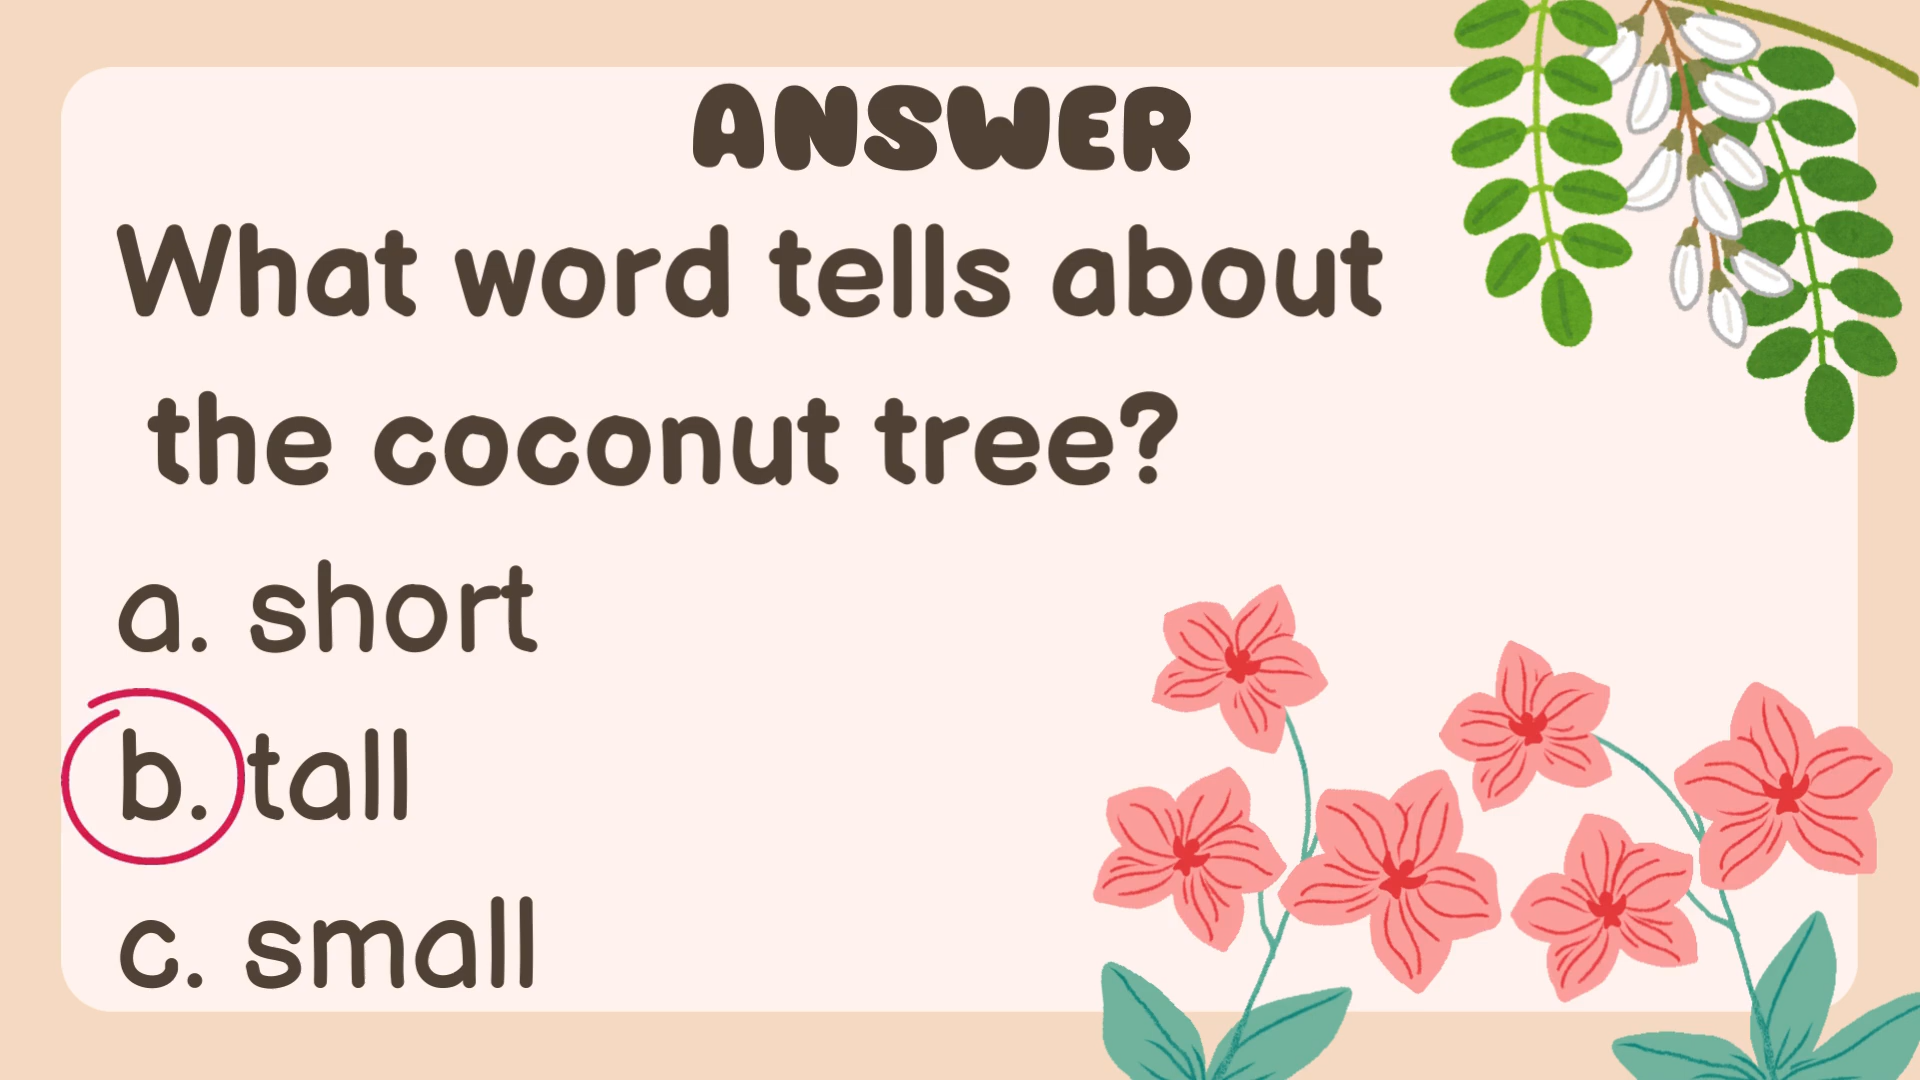 ANSWER
What word tells about
the coconut tree?
a. short
b. tall
c. small